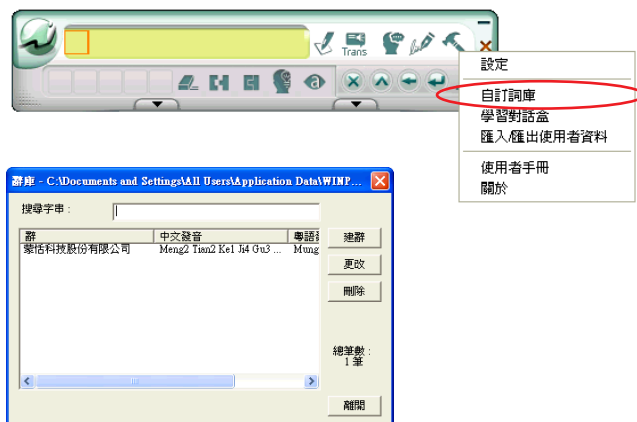 Trans
設定
自訂詞庫
學習對話盒
匯入/匯出使用者資料
使用者手冊
關於
辭庫 - C:\Documents and Settings\All Users\Application Data\WINP...
搜尋字串 :
辭 中文發音 粵語
蒙恬科技股份有限公司 Meng2 Tian2 Ke1 Ji4 Gu3 ... Mung
建辭
更改
刪除
總筆數 :
1 筆
離開